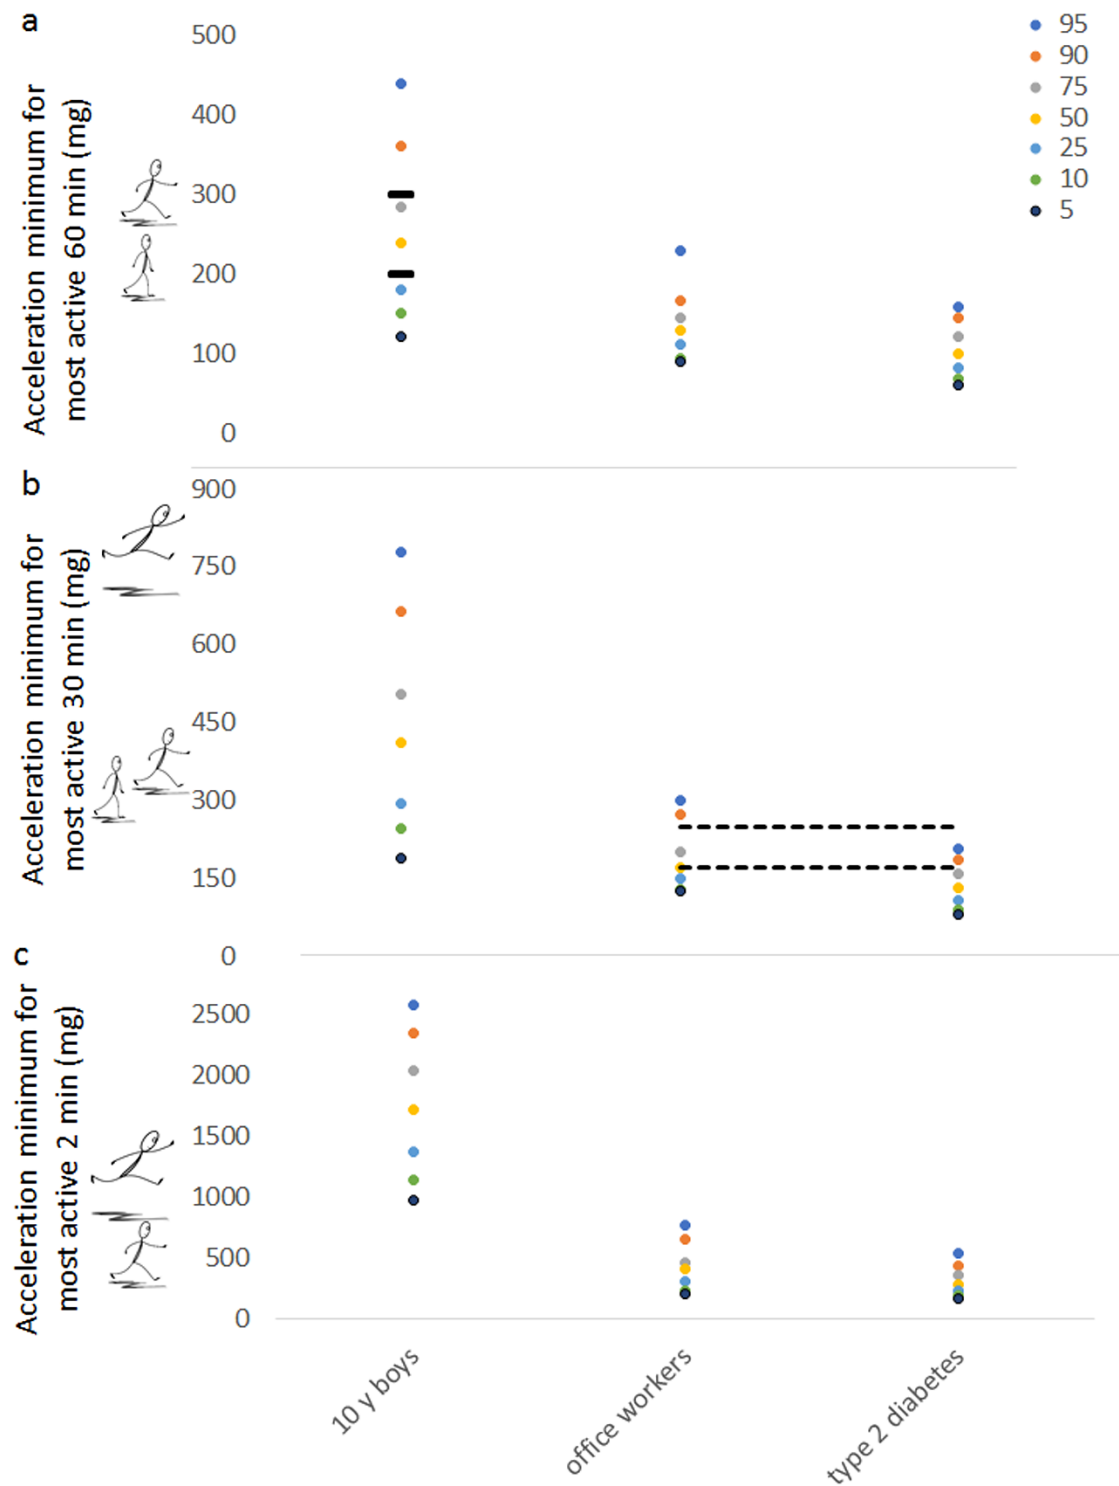 a
Acceleration minimum for
most active 60 min (mg)
500
400
300
200
100
0
95
90
75
50
25
10
5
b
Acceleration minimum for
most active 30 min (mg)
900
750
600
450
300
150
0
c
Acceleration minimum for
most active 2 min (mg)
2500
2000
1500
1000
500
0
10 y boys
office workers
type 2 diabetes